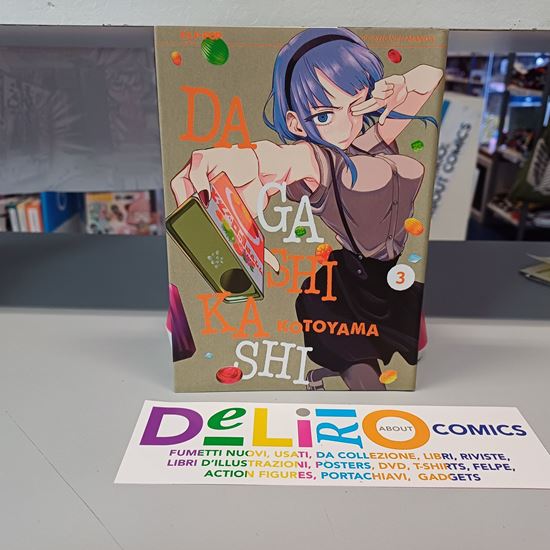 DA
GA
SHI
KA
SHI
KOTOYAMA
3
DeLiRiO ABOUT COMICS
FUMETTI NUOVI, USATI, DA COLLEZIONE, LIBRI, RIVISTE,
LIBRI D'ILLUSTRAZIONI, POSTERS, DVD, T-SHIRTS, FELPE,
ACTION FIGURES, PORTACHIAVI, GADGETS